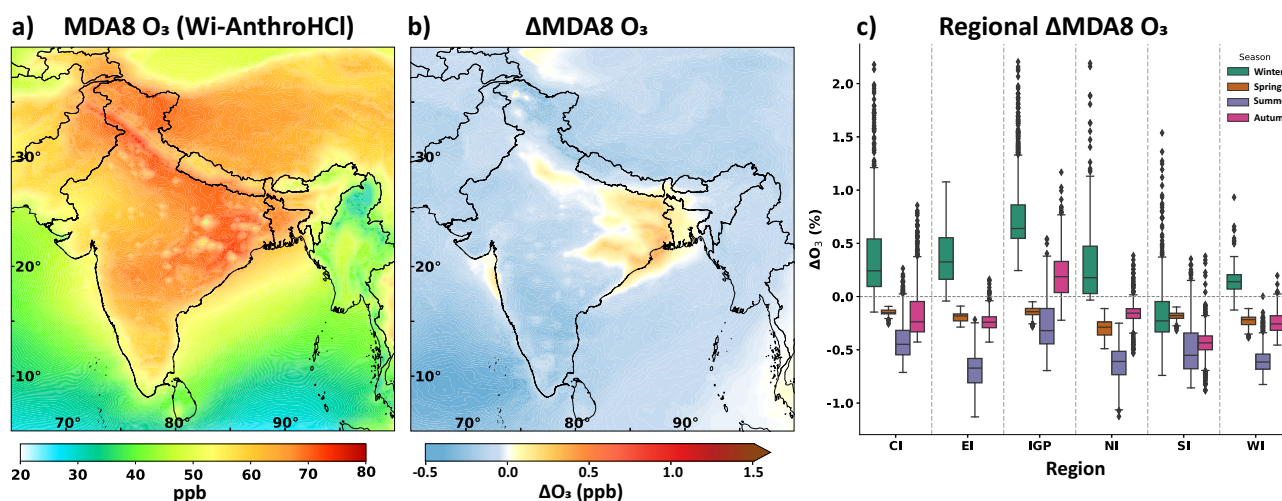 a) MDA8 O₃ (Wi-AnthroHCl)
30°
20°
10°
70° 80° 90°
20 30 40 50 60 70 80
ppb
b) ΔMDA8 O₃
30°
20°
10°
70° 80° 90°
-0.5 0.0 0.5 1.0 1.5
ΔO₃ (ppb)
c) Regional ΔMDA8 O₃
Season
Winter
Spring
Summe
Autum
2.0
1.5
1.0
0.5
0.0
-0.5
-1.0
ΔO₃ (%)
CI EI IGP NI SI WI
Region